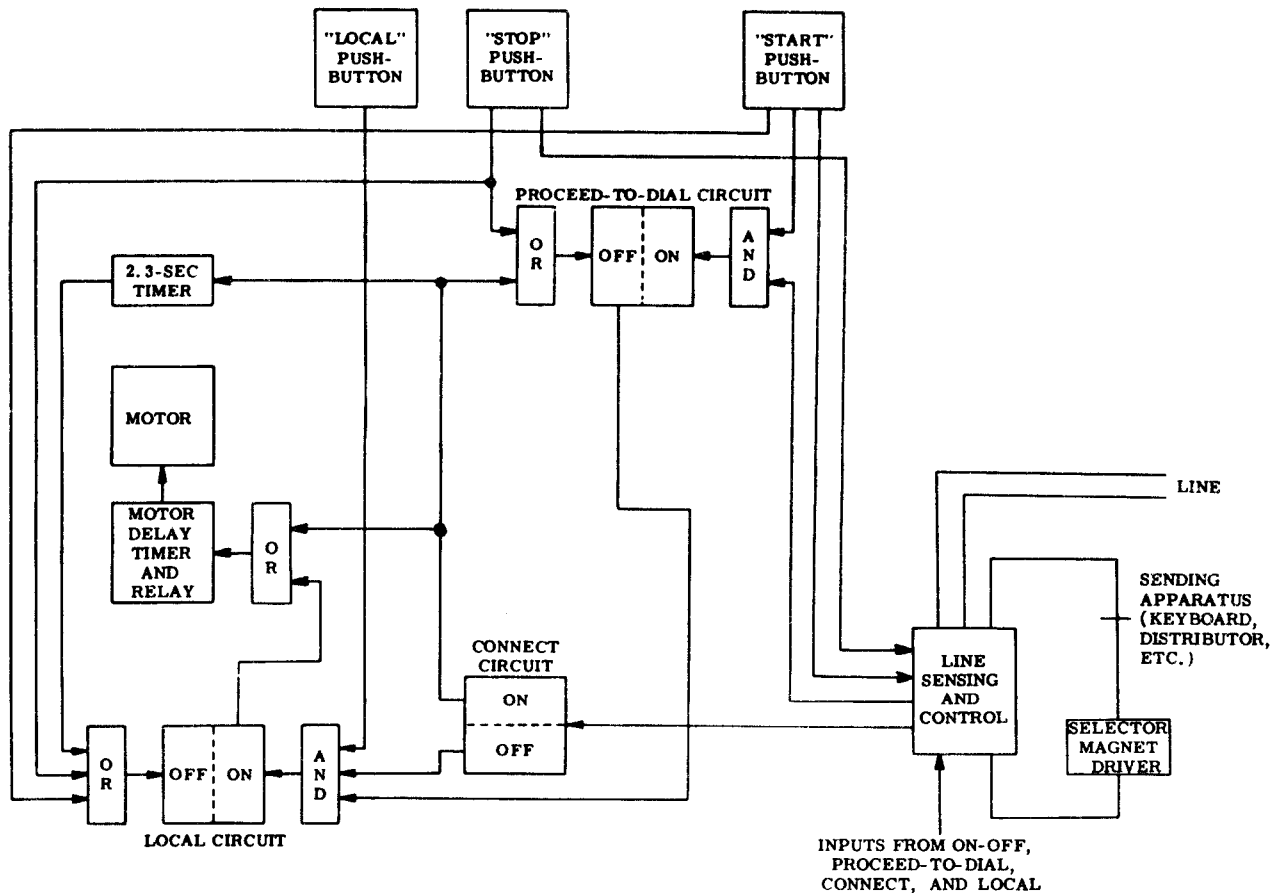 "LOCAL"
PUSH-
BUTTON
"STOP"
PUSH-
BUTTON
"START"
PUSH-
BUTTON
PROCEED-TO-DIAL CIRCUIT
O
R
OFF
ON
A
N
D
2.3-SEC
TIMER
MOTOR
MOTOR
DELAY
TIMER
AND
RELAY
O
R
LINE
SENDING
APPARATUS
(KEYBOARD,
DISTRIBUTOR,
ETC.)
CONNECT
CIRCUIT
ON
OFF
LINE
SENSING
AND
CONTROL
SELECTOR
MAGNET
DRIVER
O
R
OFF
ON
A
N
D
LOCAL CIRCUIT
INPUTS FROM ON-OFF,
PROCEED-TO-DIAL,
CONNECT, AND LOCAL